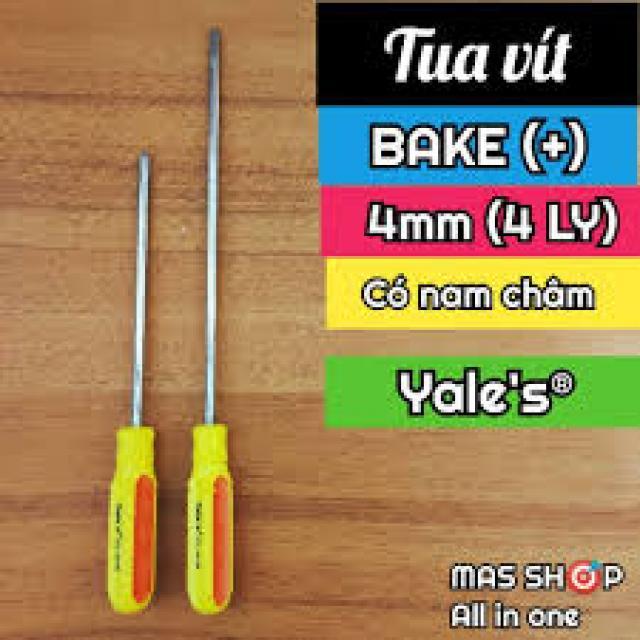 Tua vít
BAKE (+)
4mm (4 LY)
Có nam châm
Yale's®
MAS SHOP
All in one